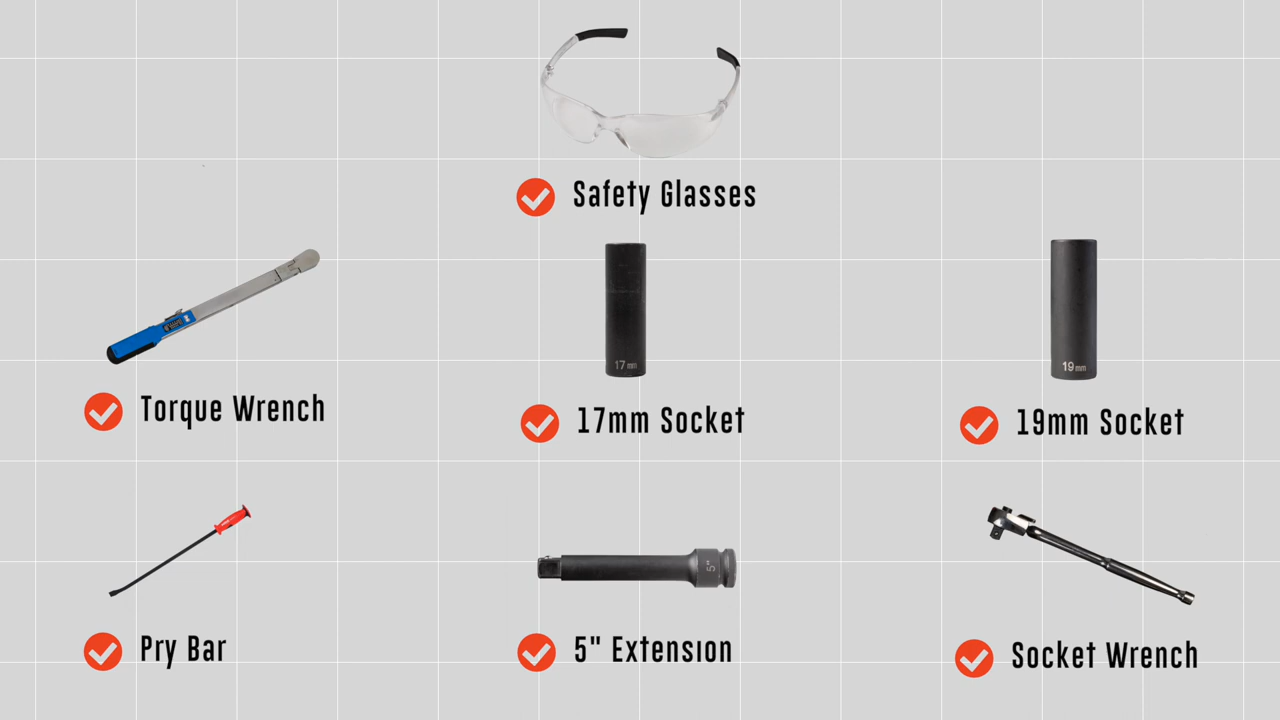 Safety Glasses
17mm
19mm
Torque Wrench
17mm Socket
19mm Socket
5"
Pry Bar
5" Extension
Socket Wrench